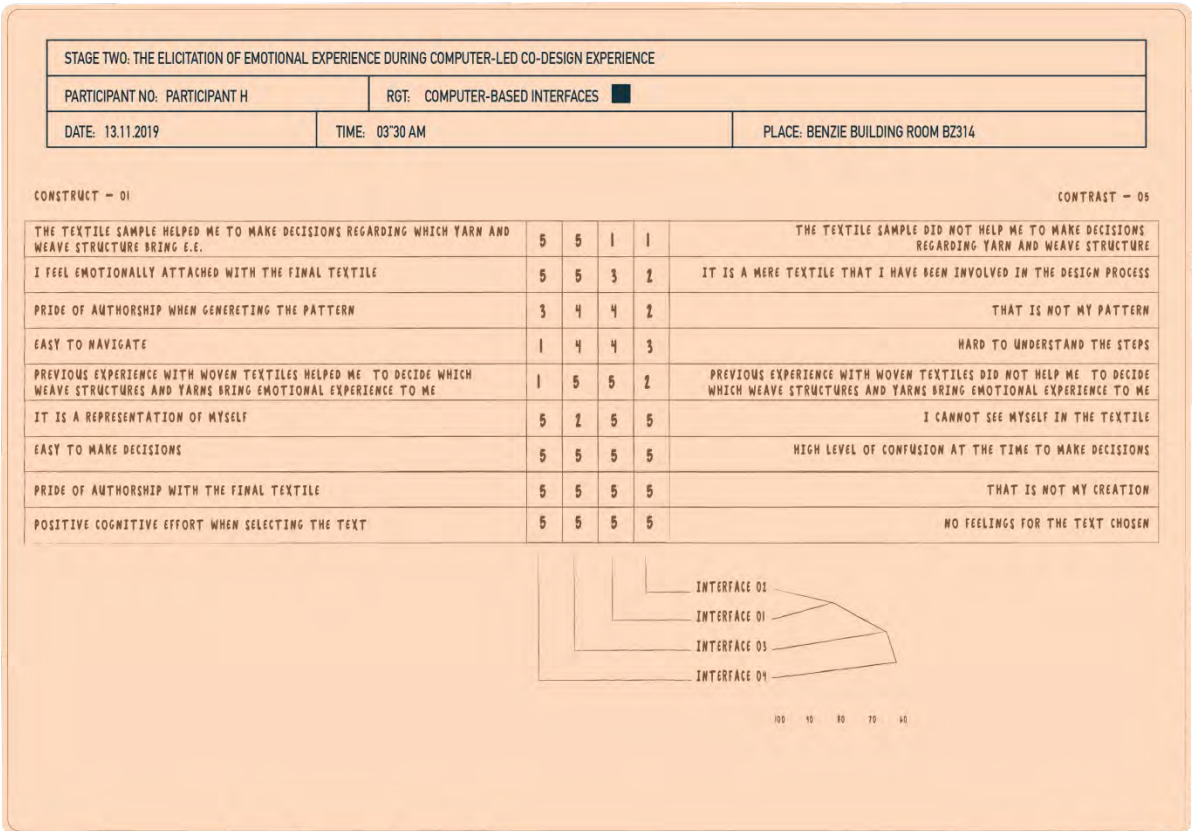 STAGE TWO: THE ELICITATION OF EMOTIONAL EXPERIENCE DURING COMPUTER-LED CO-DESIGN EXPERIENCE
PARTICIPANT NO: PARTICIPANT H
RGT: COMPUTER-BASED INTERFACES
DATE: 13.11.2019
TIME: 03"30 AM
PLACE: BENZIE BUILDING ROOM BZ314
CONSTRUCT - 01
CONTRAST - 05
THE TEXTILE SAMPLE HELPED ME TO MAKE DECISIONS REGARDING WHICH YARN AND
WEAVE STRUCTURE BRING E.E.
5 5 1 1
THE TEXTILE SAMPLE DID NOT HELP ME TO MAKE DECISIONS
REGARDING YARN AND WEAVE STRUCTURE
I FEEL EMOTIONALLY ATTACHED WITH THE FINAL TEXTILE
5 5 3 2
IT IS A MERE TEXTILE THAT I HAVE BEEN INVOLVED IN THE DESIGN PROCESS
PRIDE OF AUTHORSHIP WHEN GENERETING THE PATTERN
3 4 4 2
THAT IS NOT MY PATTERN
EASY TO NAVIGATE
1 4 4 3
HARD TO UNDERSTAND THE STEPS
PREVIOUS EXPERIENCE WITH WOVEN TEXTILES HELPED ME TO DECIDE WHICH
WEAVE STRUCTURES AND YARNS BRING EMOTIONAL EXPERIENCE TO ME
1 5 5 2
PREVIOUS EXPERIENCE WITH WOVEN TEXTILES DID NOT HELP ME TO DECIDE
WHICH WEAVE STRUCTURES AND YARNS BRING EMOTIONAL EXPERIENCE TO ME
IT IS A REPRESENTATION OF MYSELF
5 2 5 5
I CANNOT SEE MYSELF IN THE TEXTILE
EASY TO MAKE DECISIONS
5 5 5 5
HIGH LEVEL OF CONFUSION AT THE TIME TO MAKE DECISIONS
PRIDE OF AUTHORSHIP WITH THE FINAL TEXTILE
5 5 5 5
THAT IS NOT MY CREATION
POSITIVE COGNITIVE EFFORT WHEN SELECTING THE TEXT
5 5 5 5
NO FEELINGS FOR THE TEXT CHOSEN
INTERFACE 02
INTERFACE 01
INTERFACE 03
INTERFACE 04
100 90 80 70 60